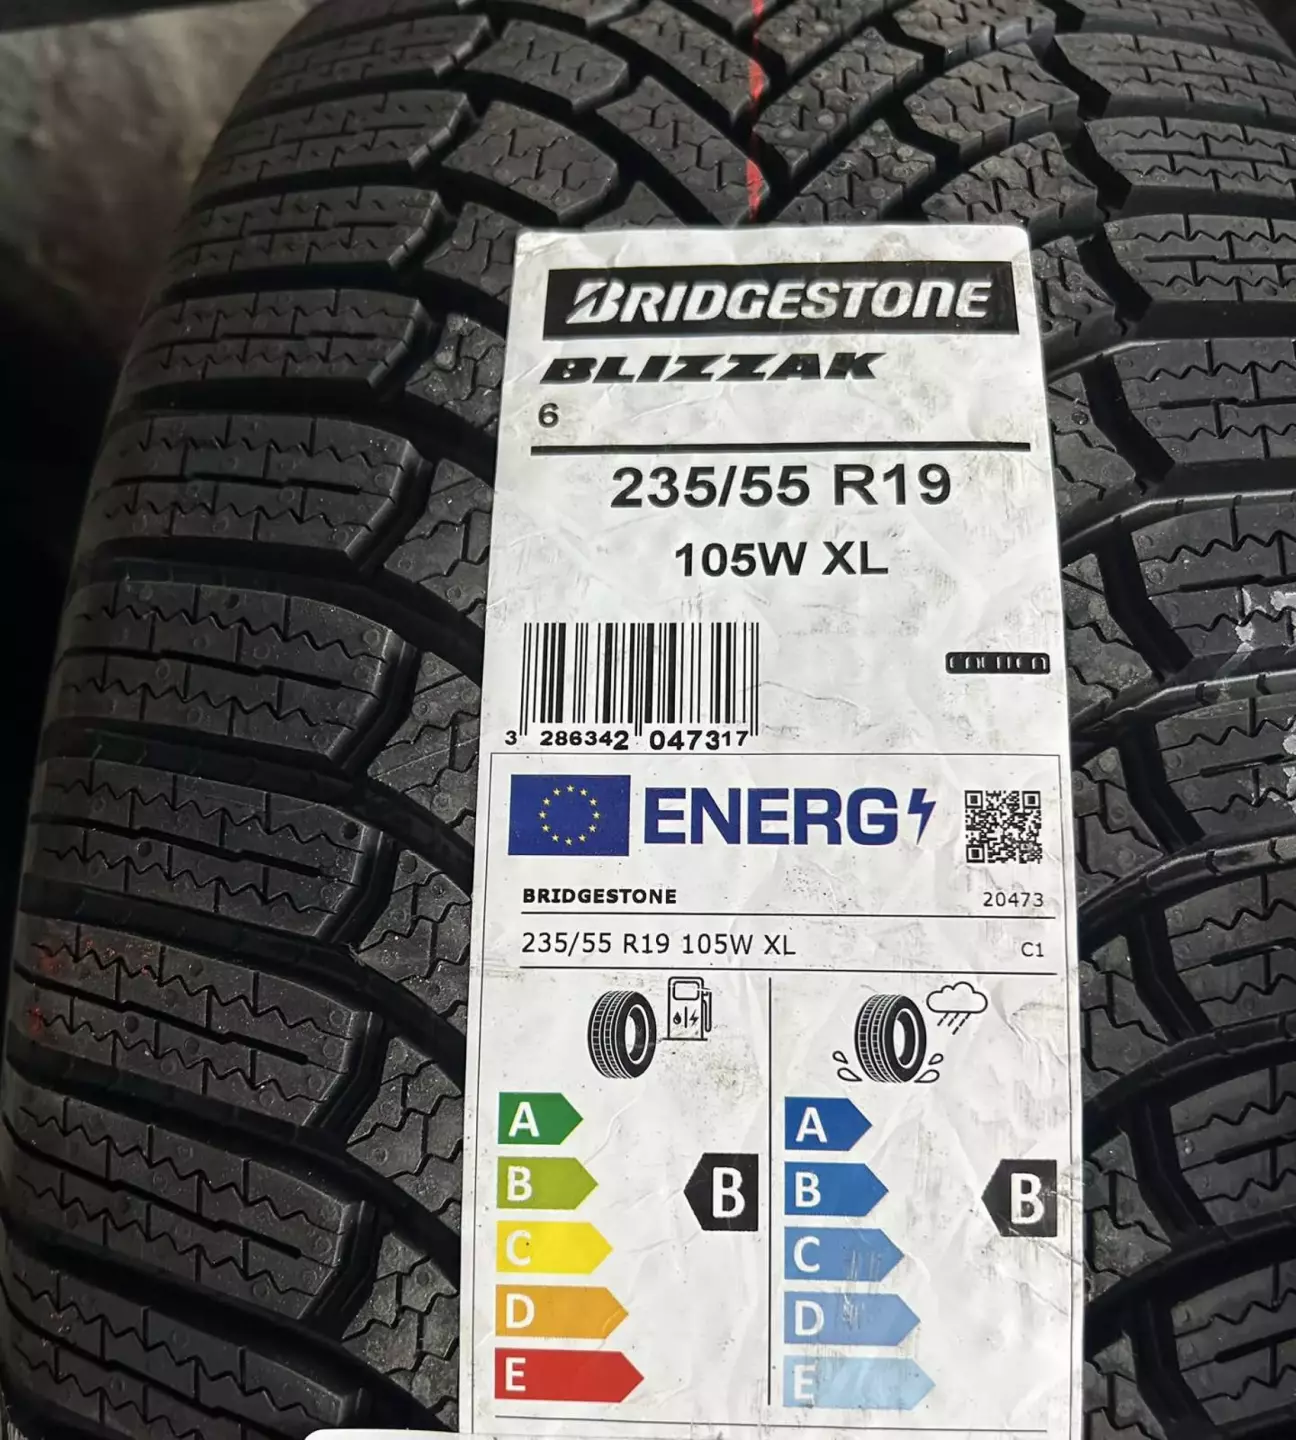 BRIDGESTONE
BLIZZAK
6
235/55 R19
105W XL
3 286342 047317
ENERG
BRIDGESTONE
20473
235/55 R19 105W XL
C1
A
B
C
D
E
B
A
B
C
D
E
B